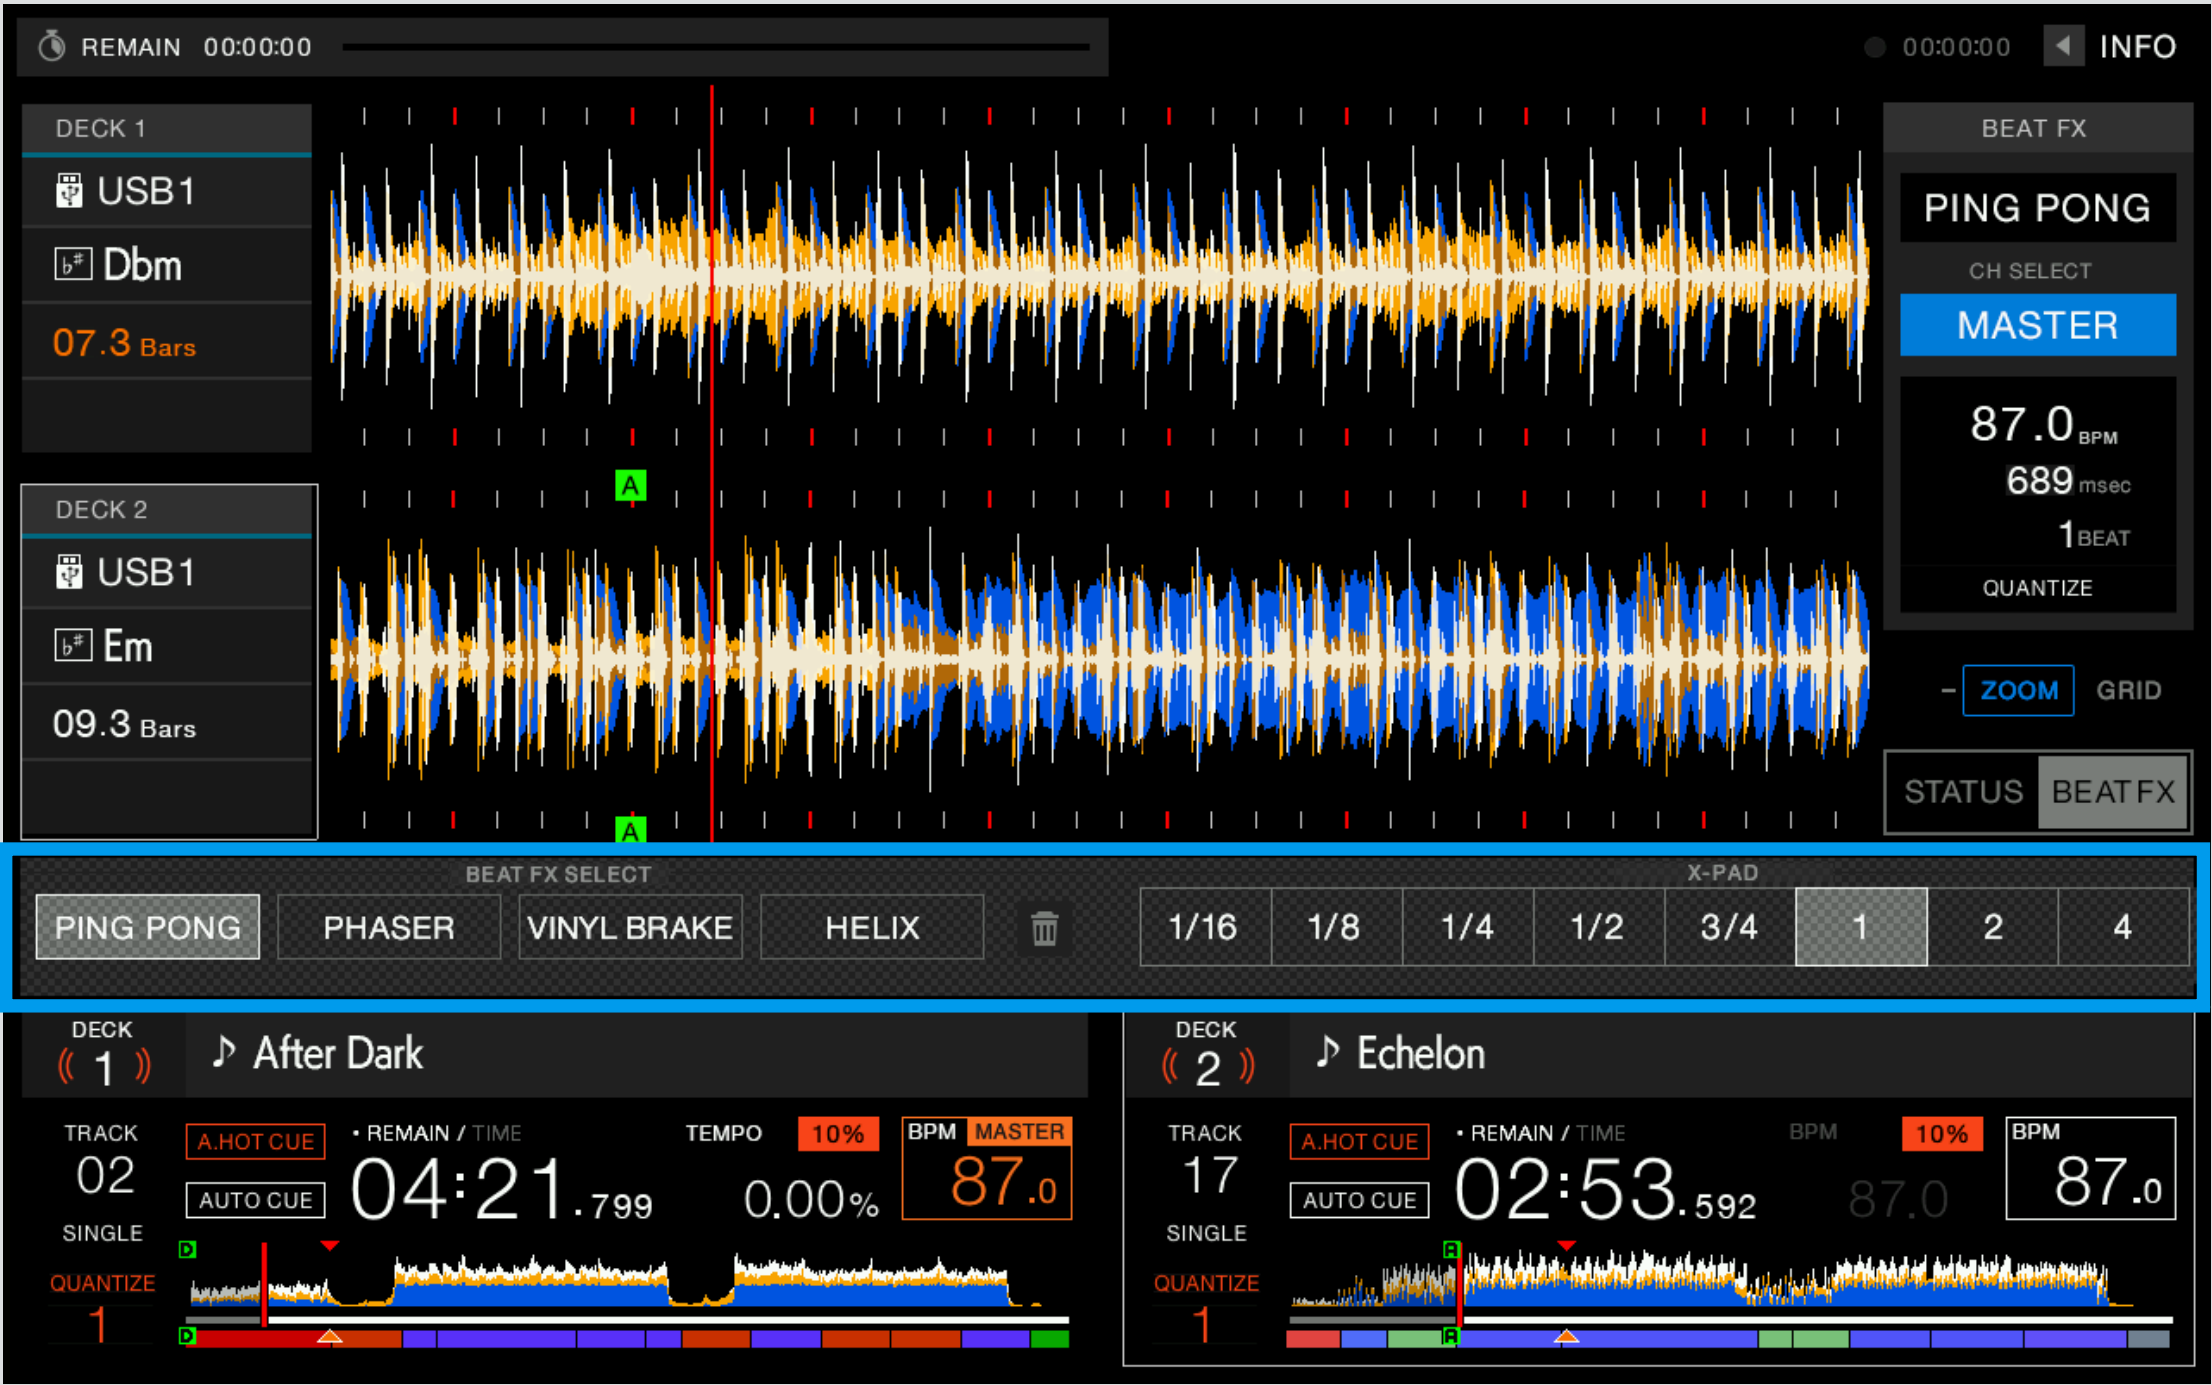 REMAIN 00:00:00
00:00:00 INFO
DECK 1
USB1
Dbm
07.3 Bars
BEAT FX
PING PONG
CH SELECT
MASTER
87.0 BPM
689 msec
1 BEAT
QUANTIZE
A
DECK 2
USB1
Em
09.3 Bars
A
- ZOOM GRID
STATUS BEAT FX
BEAT FX SELECT
PING PONG PHASER VINYL BRAKE HELIX
X-PAD
1/16 1/8 1/4 1/2 3/4 1 2 4
DECK
1
After Dark
TRACK
02
SINGLE
QUANTIZE
1
A.HOT CUE
AUTO CUE
• REMAIN / TIME
04:21.799
TEMPO 10%
0.00%
BPM MASTER
87.0
D
D
DECK
2
Echelon
TRACK
17
SINGLE
QUANTIZE
1
A.HOT CUE
AUTO CUE
• REMAIN / TIME
02:53.592
BPM 10%
87.0
BPM
87.0
A
A